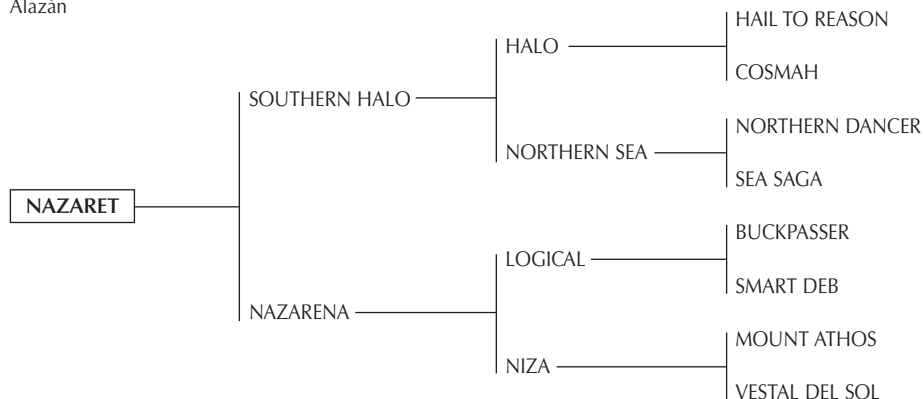 Alazán
HAIL TO REASON
HALO
COSMAH
SOUTHERN HALO
NORTHERN DANCER
NORTHERN SEA
SEA SAGA
NAZARET
BUCKPASSER
LOGICAL
SMART DEB
NAZARENA
MOUNT ATHOS
NIZA
VESTAL DEL SOL